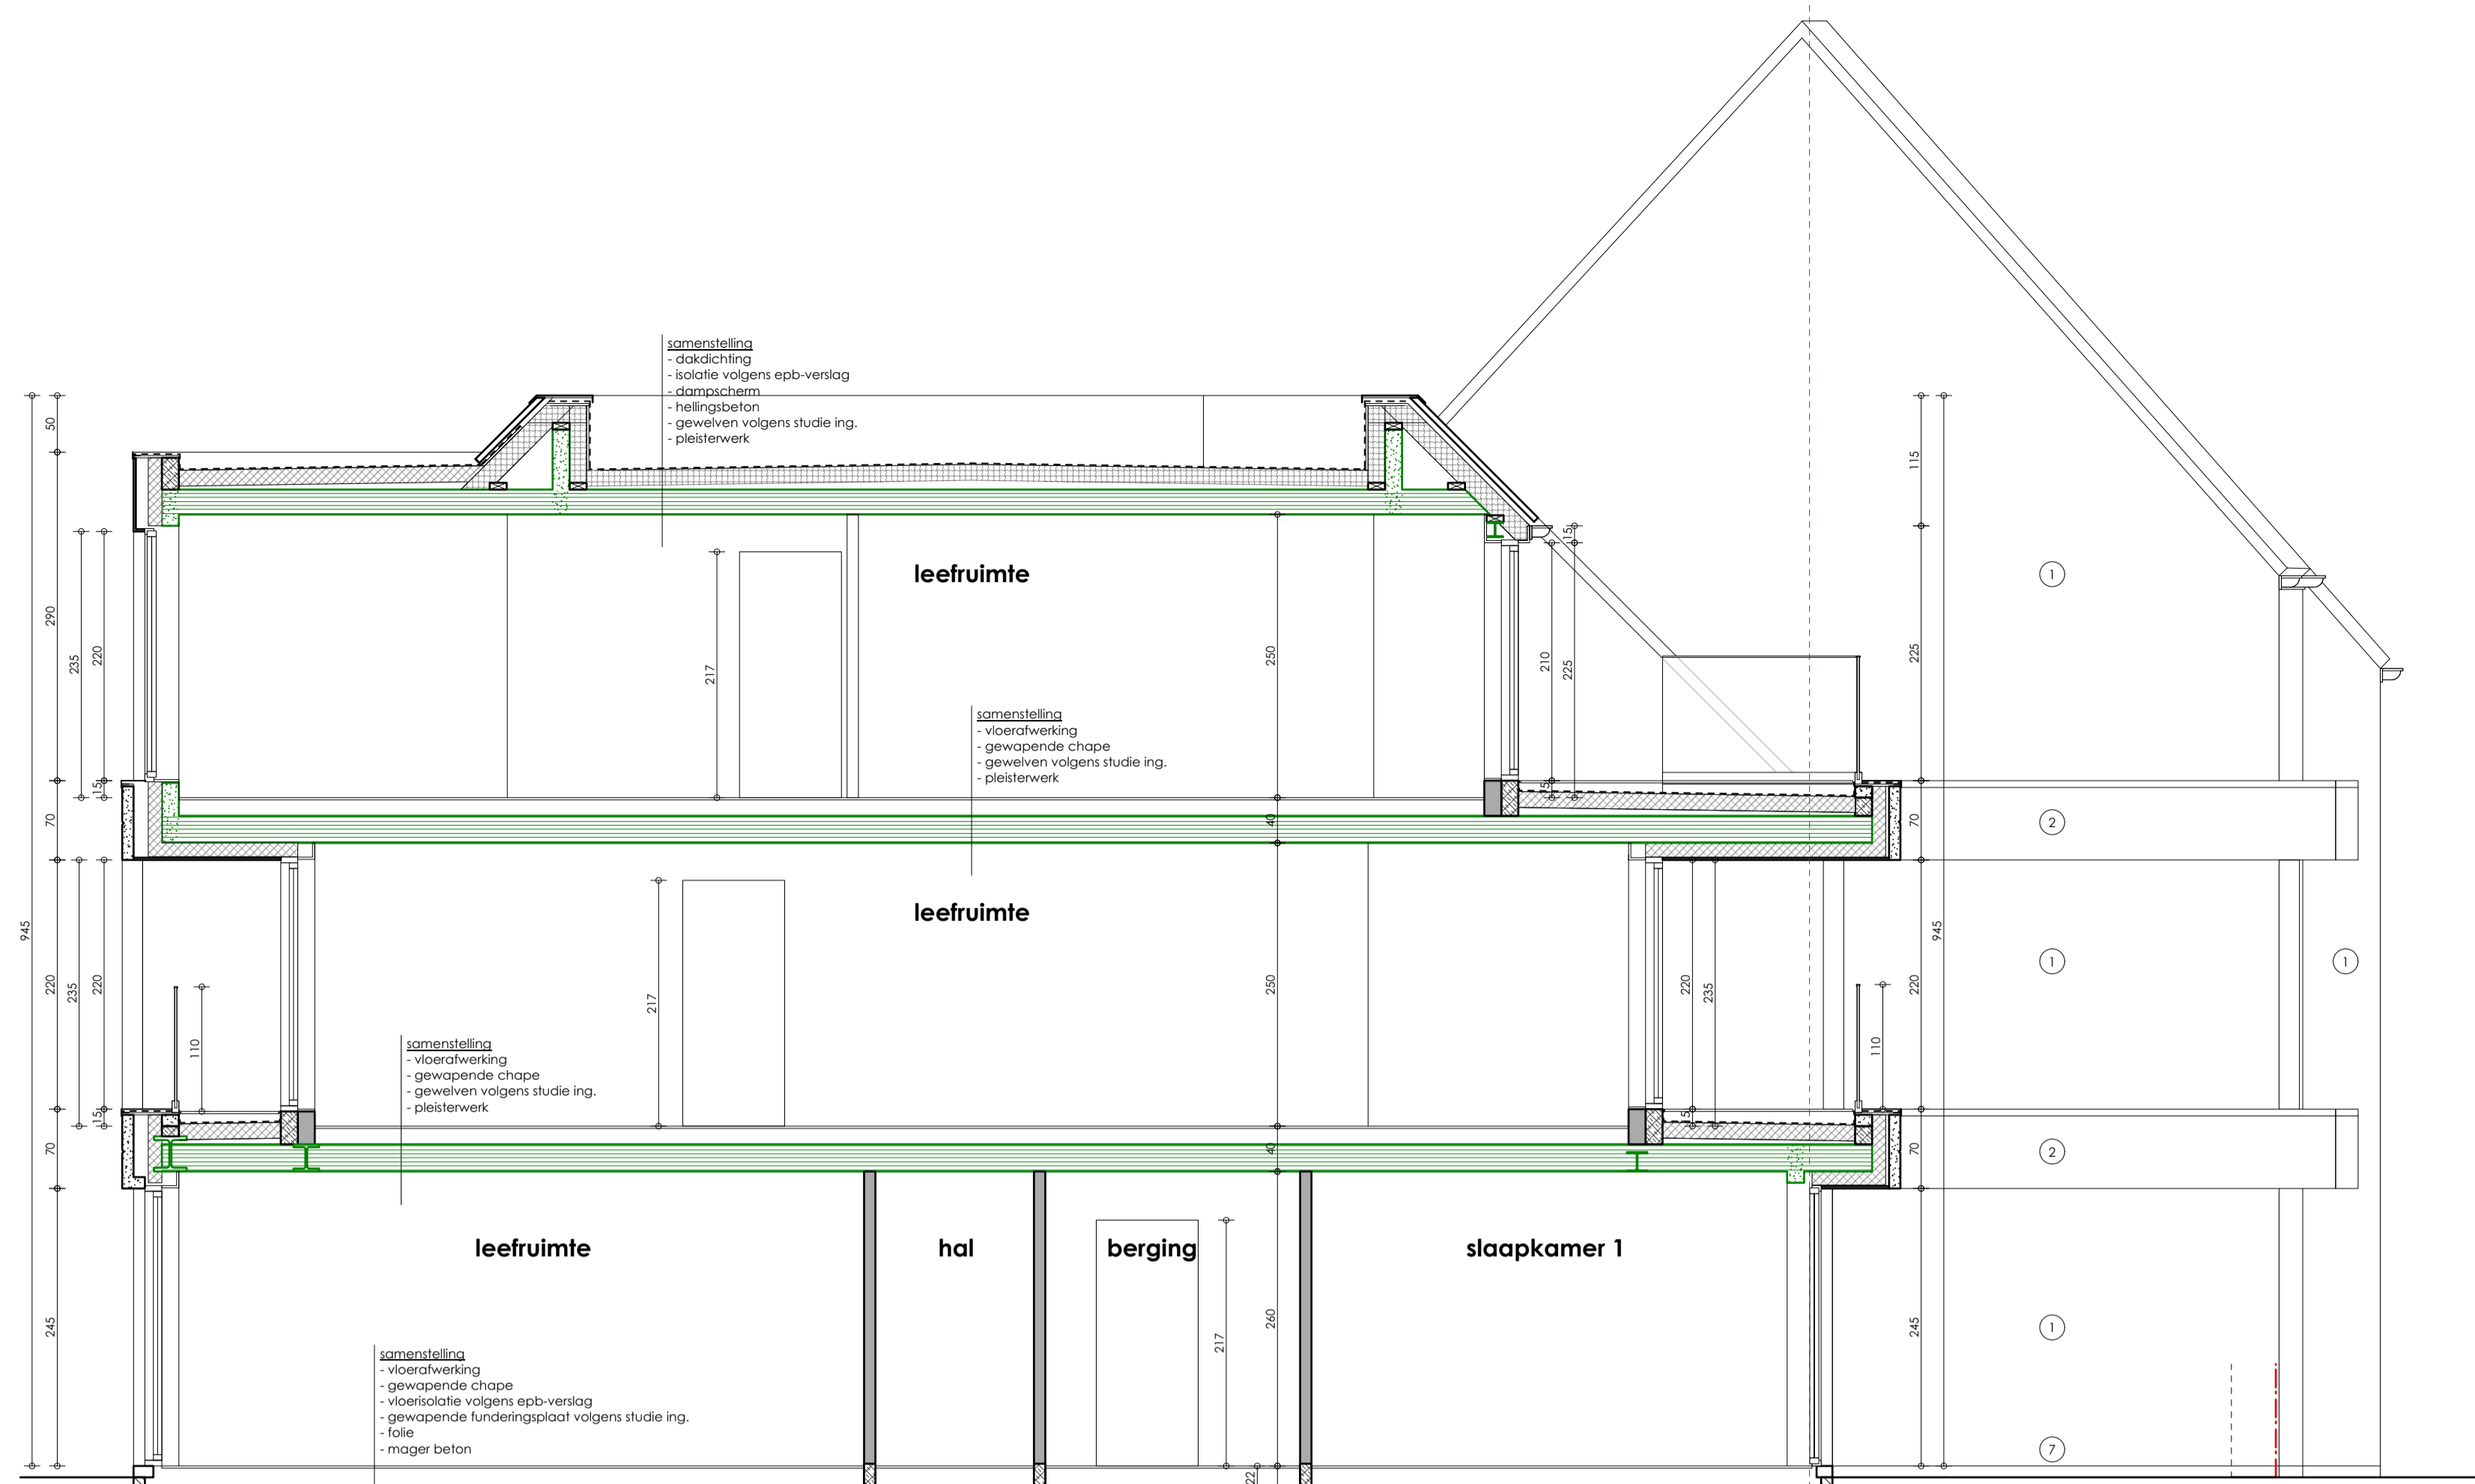 samenstelling
- dakdichting
- isolatie volgens epb-verslag
- dampscherm
- hellingsbeton
- gewelven volgens studie ing.
- pleisterwerk
50
115
15
leefruimte
1
290
235
220
217
250
210
225
225
samenstelling
- vloerafwerking
- gewapende chape
- gewelven volgens studie ing.
- pleisterwerk
15
15
70
40
70
2
leefruimte
945
220
235
220
217
250
220
235
220
945
1
1
110
110
samenstelling
- vloerafwerking
- gewapende chape
- gewelven volgens studie ing.
- pleisterwerk
15
15
70
40
70
2
leefruimte
hal
berging
slaapkamer 1
245
217
260
245
1
samenstelling
- vloerafwerking
- gewapende chape
- vloerisolatie volgens epb-verslag
- gewapende funderingsplaat volgens studie ing.
- folie
- mager beton
7
22